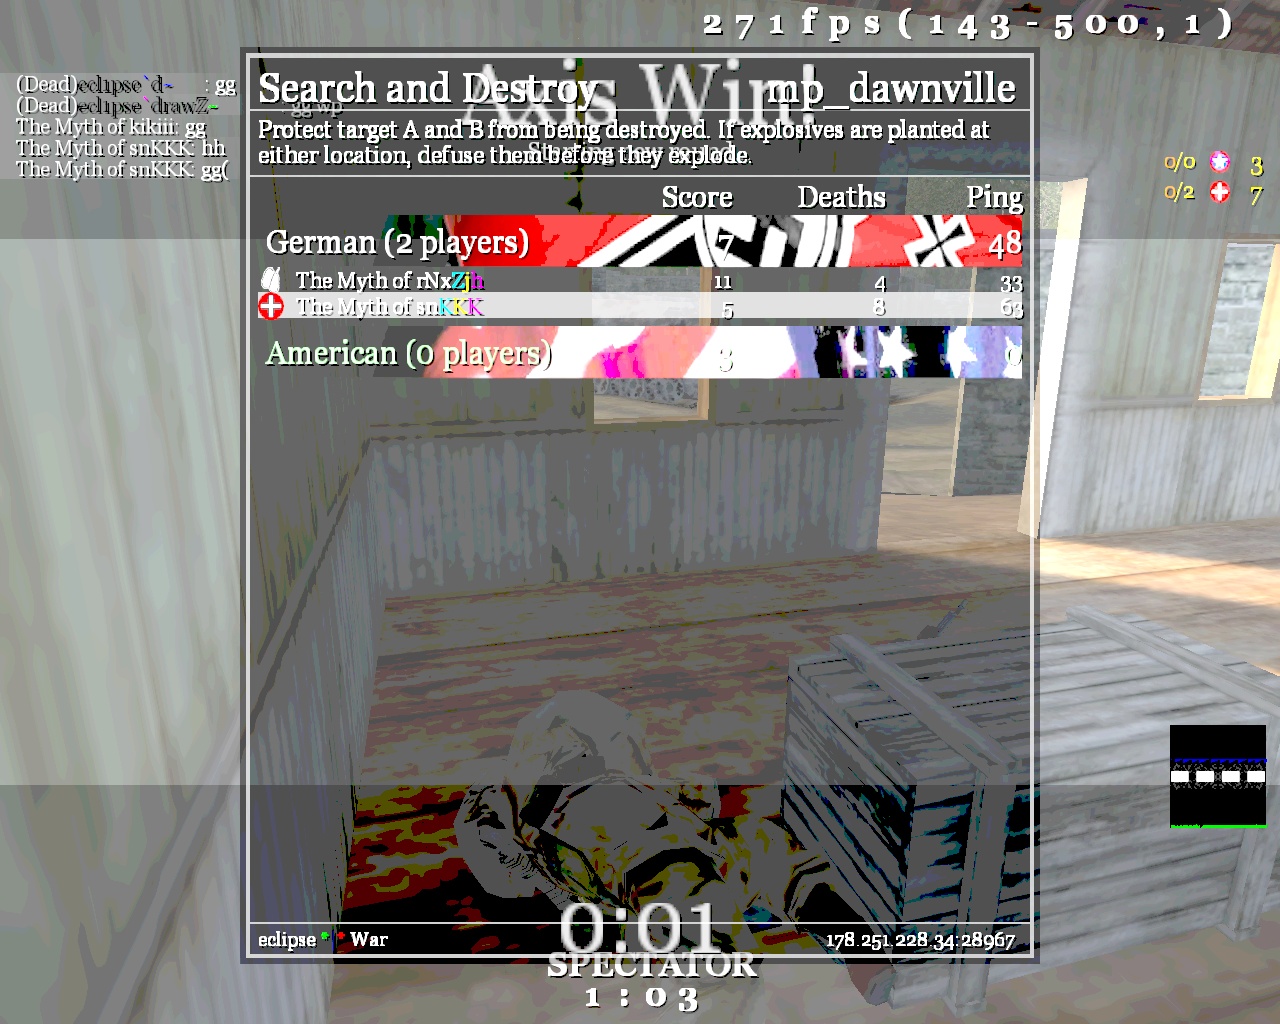 271fps(143-500,1)
(Dead)eclipse`d~ : gg
(Dead)eclipse`drawZ~
The Myth of kikiii: gg
The Myth of snKKK: hh
The Myth of snKKK: gg(
Axis Win!
Search and Destroy mp_dawnville
gg wp
Protect target A and B from being destroyed. If explosives are planted at
either location, defuse them before they explode.
0/0 3
0/2 7
Score Deaths Ping
German (2 players) 7 48
The Myth of rNxZjh 11 4 33
The Myth of snKKK 5 8 63
American (0 players) 3 0
eclipse * * War 0:01 178.251.228.34:28967
SPECTATOR
1:03